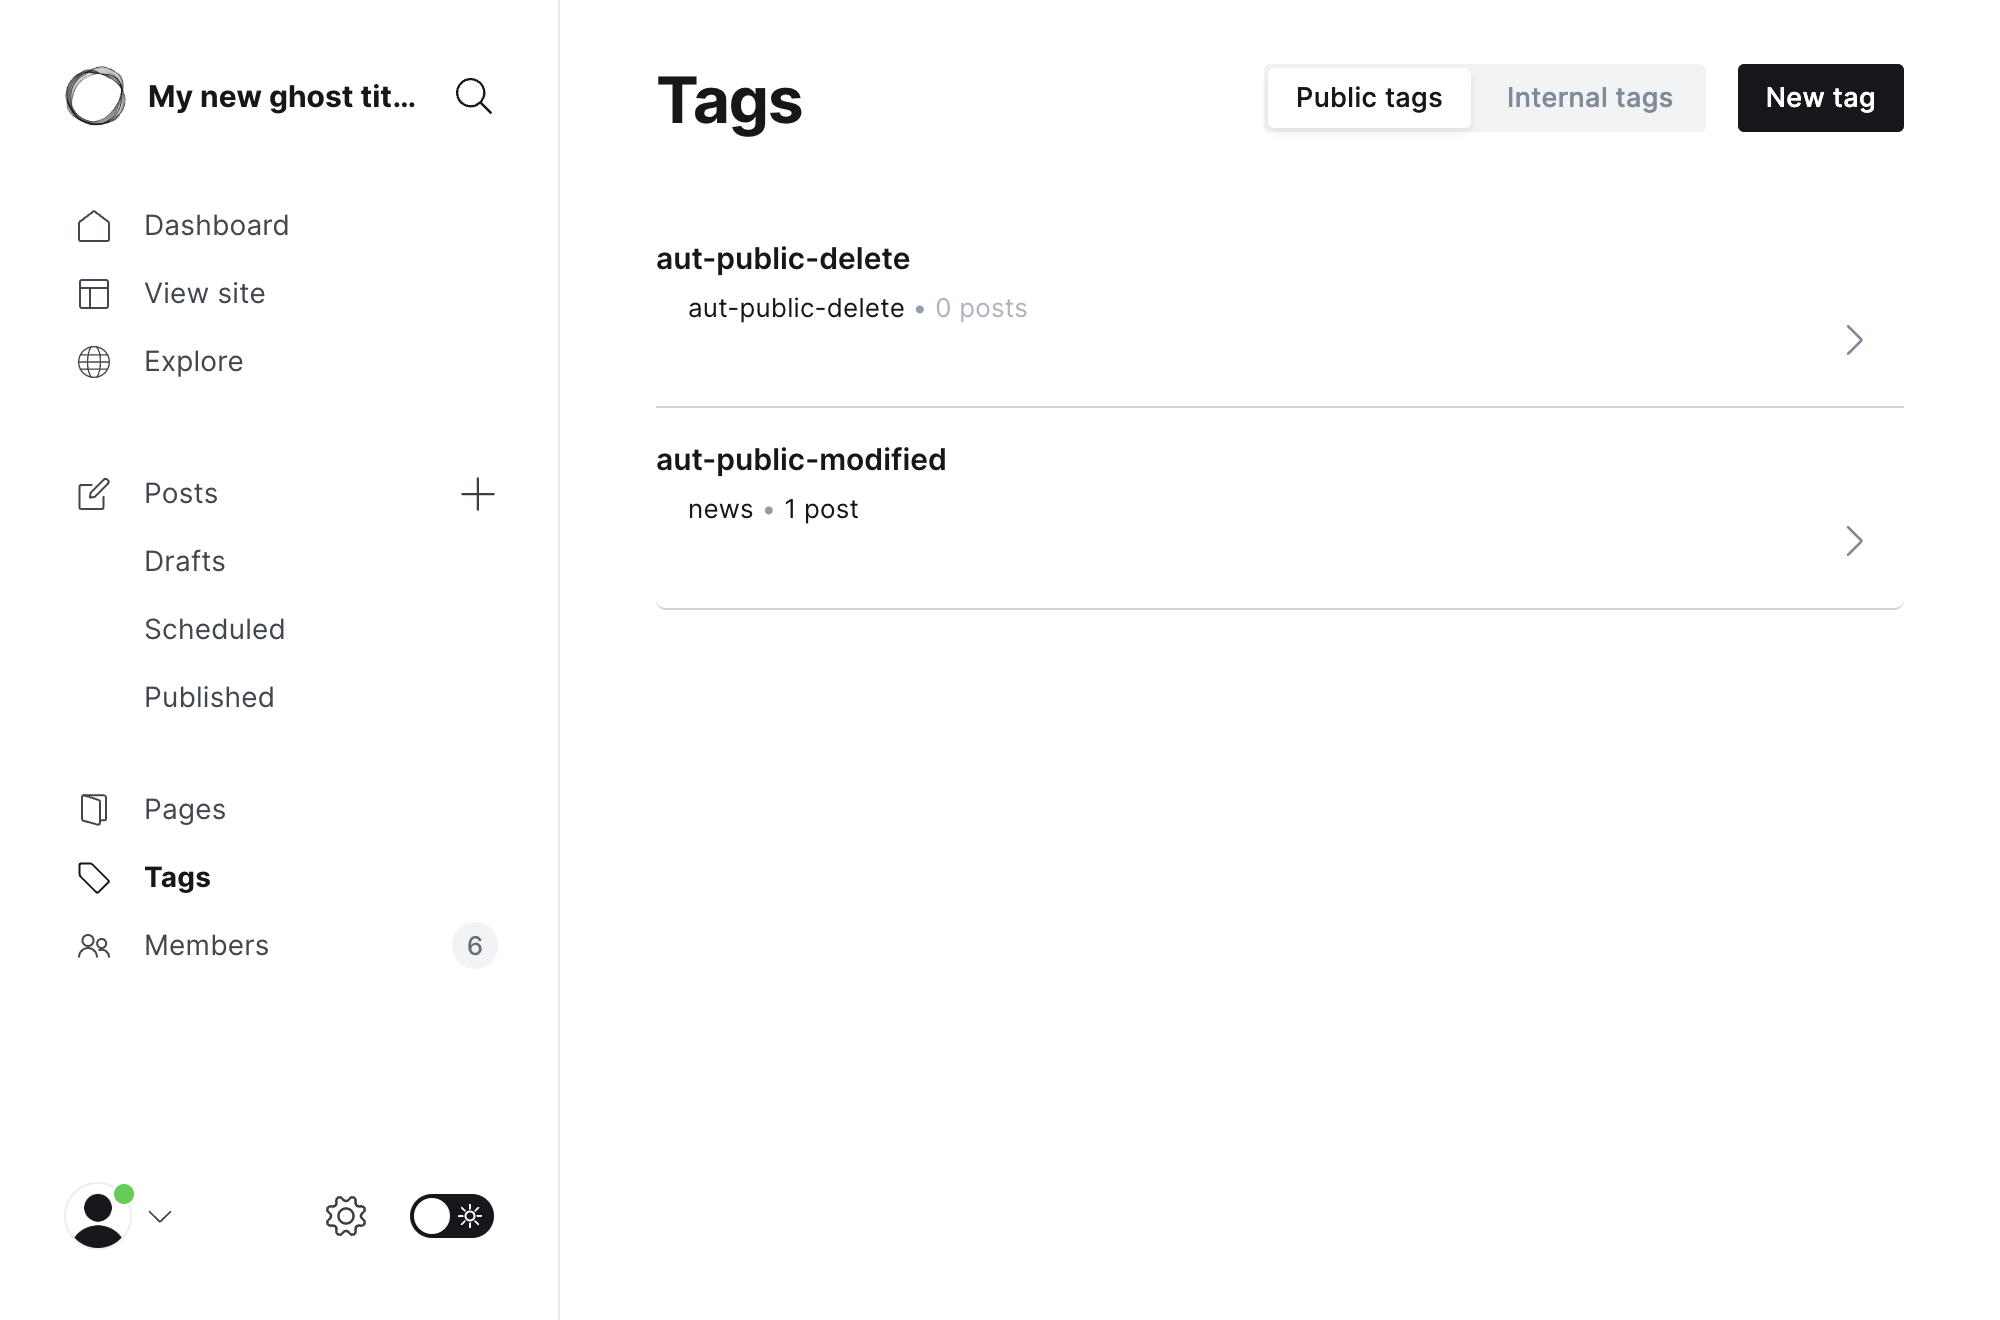 My new ghost tit...
Dashboard
View site
Explore
Posts
Drafts
Scheduled
Published
Pages
Tags
Members 6
Tags
Public tags Internal tags New tag
aut-public-delete
aut-public-delete • 0 posts
aut-public-modified
news • 1 post